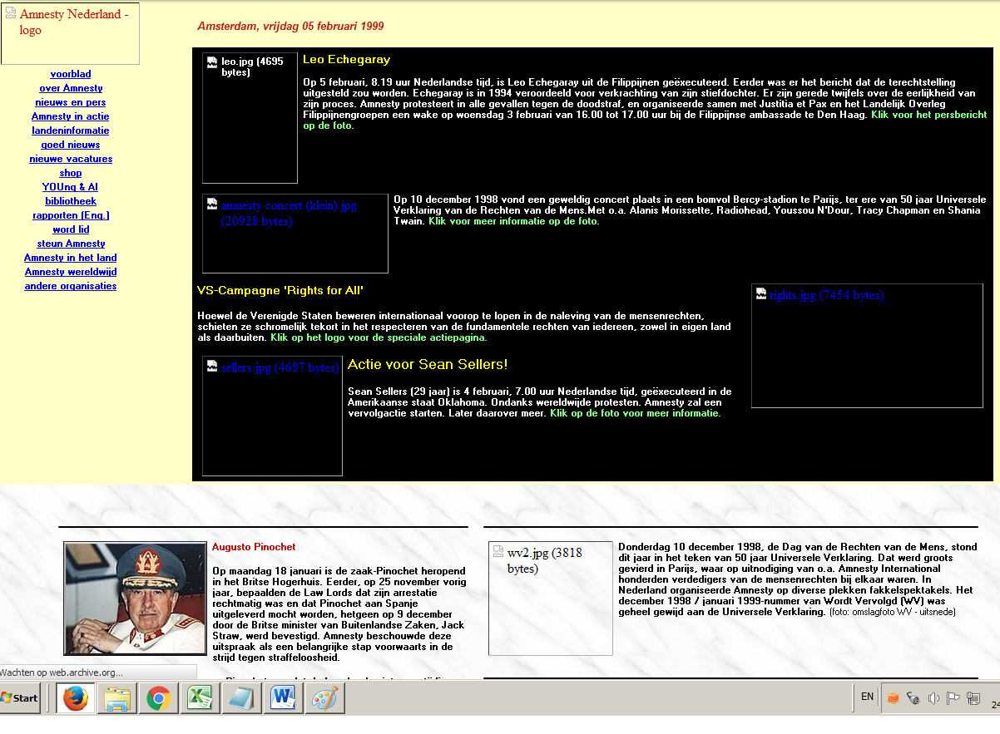 Amnesty Nederland -
logo
voorblad
over Amnesty
nieuws en pers
Amnesty in actie
landeninformatie
goed nieuws
nieuwe vacatures
shop
YOUng & AI
bibliotheek
rapporten (Eng.)
word lid
steun Amnesty
Amnesty in het land
Amnesty wereldwijd
andere organisaties
Amsterdam, vrijdag 05 februari 1999
leo.jpg (4695
bytes)
Leo Echegaray
Op 5 februari, 8.19 uur Nederlandse tijd, is Leo Echegaray uit de Filippijnen geëxecuteerd. Eerder was er het bericht dat de terechtstelling
uitgesteld zou worden. Echegaray is in 1994 veroordeeld voor verkrachting van zijn stiefdochter. Er zijn gerede twijfels over de eerlijkheid van
zijn proces. Amnesty protesteert in alle gevallen tegen de doodstraf, en organiseerde samen met Justitia et Pax en het Landelijk Overleg
Filippijnengroepen een wake op woensdag 3 februari van 16.00 tot 17.00 uur bij de Filippijnse ambassade te Den Haag. Klik voor het persbericht
op de foto.
amnesty concert (klein).jpg
(20928 bytes)
Op 10 december 1998 vond een geweldig concert plaats in een bomvol Bercy-stadion te Parijs, ter ere van 50 jaar Universele
Verklaring van de Rechten van de Mens.Met o.a. Alanis Morissette, Radiohead, Youssou N'Dour, Tracy Chapman en Shania
Twain. Klik voor meer informatie op de foto.
VS-Campagne 'Rights for All'
Hoewel de Verenigde Staten beweren internationaal voorop te lopen in de naleving van de mensenrechten,
schieten ze schromelijk tekort in het respecteren van de fundamentele rechten van iedereen, zowel in eigen land
als daarbuiten. Klik op het logo voor de speciale actiepagina.
rights.jpg (7454 bytes)
sellers.jpg (4687 bytes)
Actie voor Sean Sellers!
Sean Sellers (29 jaar) is 4 februari, 7.00 uur Nederlandse tijd, geëxecuteerd in de
Amerikaanse staat Oklahoma. Ondanks wereldwijde protesten. Amnesty zal een
vervolgactie starten. Later daarover meer. Klik op de foto voor meer informatie.
Augusto Pinochet
Op maandag 18 januari is de zaak-Pinochet heropend
in het Britse Hogerhuis. Eerder, op 25 november vorig
jaar, bepaalden de Law Lords dat zijn arrestatie
rechtmatig was en dat Pinochet aan Spanje
uitgeleverd mocht worden, hetgeen op 9 december
door de Britse minister van Buitenlandse Zaken, Jack
Straw, werd bevestigd. Amnesty beschouwde deze
uitspraak als een belangrijke stap voorwaarts in de
strijd tegen straffeloosheid.
wv2.jpg (3818
bytes)
Donderdag 10 december 1998, de Dag van de Rechten van de Mens, stond
dit jaar in het teken van 50 jaar Universele Verklaring. Dat werd groots
gevierd in Parijs, waar op uitnodiging van o.a. Amnesty International
honderden verdedigers van de mensenrechten bij elkaar waren. In
Nederland organiseerde Amnesty op diverse plekken fakkelspektakels. Het
december 1998 / januari 1999-nummer van Wordt Vervolgd (WV) was
geheel gewijd aan de Universele Verklaring. (foto: omslagfoto WV - uitsnede)
Wachten op web.archive.org...
Start
EN
24